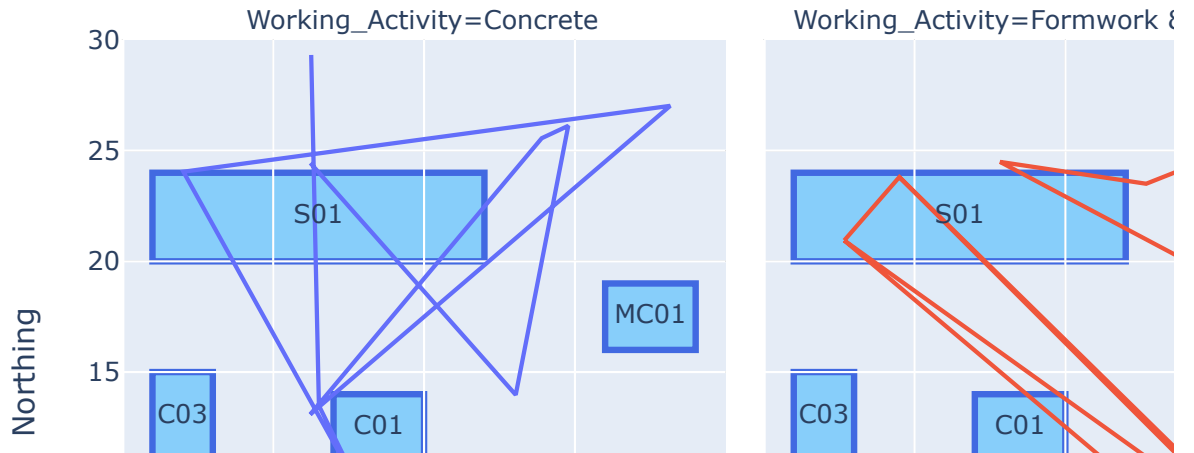 Working_Activity=Concrete
Working_Activity=Formwork &
30
25
20
15
Northing
S01
MC01
C03
C01
S01
C03
C01